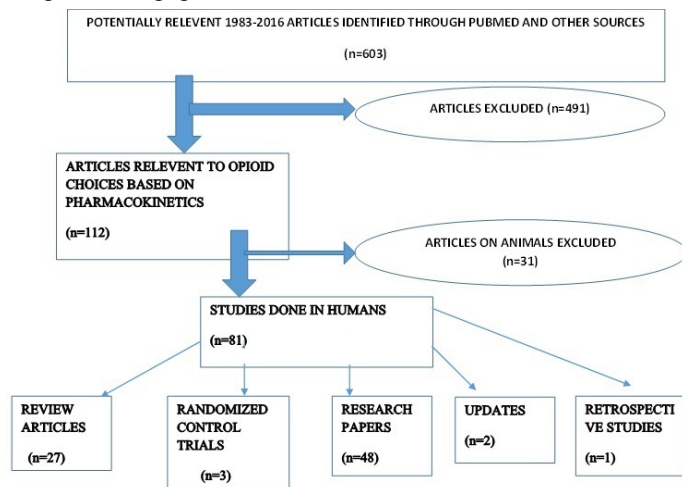 POTENTIALLY RELEVENT 1983-2016 ARTICLES IDENTIFIED THROUGH PUBMED AND OTHER SOURCES
(n=603)
ARTICLES EXCLUDED (n=491)
ARTICLES RELEVENT TO OPIOID
CHOICES BASED ON
PHARMACOKINETICS
(n=112)
ARTICLES ON ANIMALS EXCLUDED
(n=31)
STUDIES DONE IN HUMANS
(n=81)
REVIEW
ARTICLES
(n=27)
RANDOMIZED
CONTROL
TRIALS
(n=3)
RESEARCH
PAPERS
(n=48)
UPDATES
(n=2)
RETROSPECTI
VE STUDIES
(n=1)